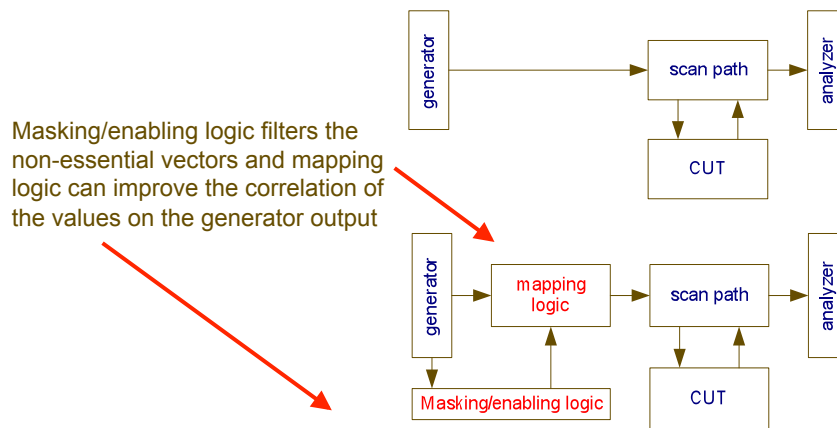 generator
scan path
analyzer
CUT
Masking/enabling logic filters the
non-essential vectors and mapping
logic can improve the correlation of
the values on the generator output
generator
mapping
logic
scan path
analyzer
Masking/enabling logic
CUT